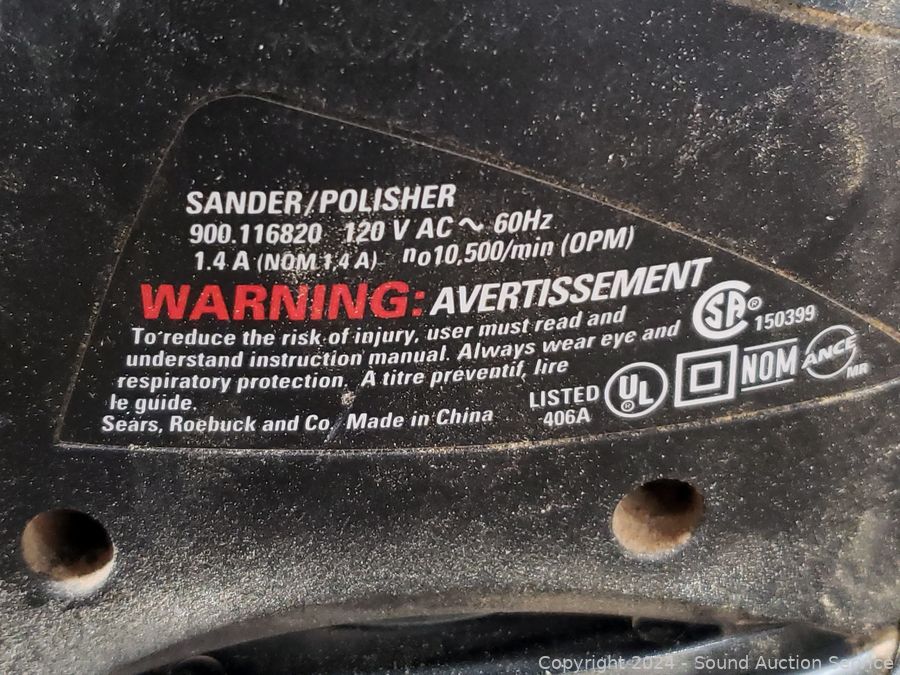 SANDER/POLISHER
900.116820 120 V AC ~ 60Hz
1.4 A (NOM 1,4 A) no10,500/min (OPM)
WARNING: AVERTISSEMENT
To reduce the risk of injury, user must read and
understand instruction manual. Always wear eye and
respiratory protection. A titre préventif, lire
le guide.
Sears, Roebuck and Co. Made in China
LISTED
406A
UL ®
CSA ®
150399
NOM
ANCE
MR
Copyright 2024 - Sound Auction Service